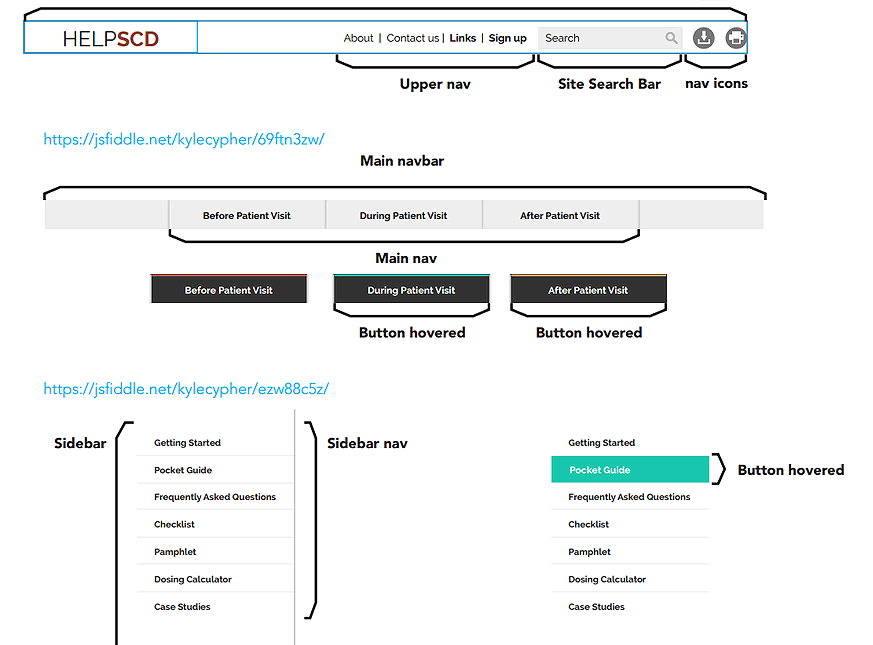 HELPSCD
About | Contact us | Links | Sign up
Search
Upper nav
Site Search Bar
nav icons
https://jsfiddle.net/kylecypher/69ftn3zw/
Main navbar
Before Patient Visit
During Patient Visit
After Patient Visit
Main nav
Before Patient Visit
During Patient Visit
After Patient Visit
Button hovered
Button hovered
https://jsfiddle.net/kylecypher/ezw88c5z/
Sidebar
Getting Started
Pocket Guide
Frequently Asked Questions
Checklist
Pamphlet
Dosing Calculator
Case Studies
Sidebar nav
Getting Started
Pocket Guide
Frequently Asked Questions
Checklist
Pamphlet
Dosing Calculator
Case Studies
Button hovered